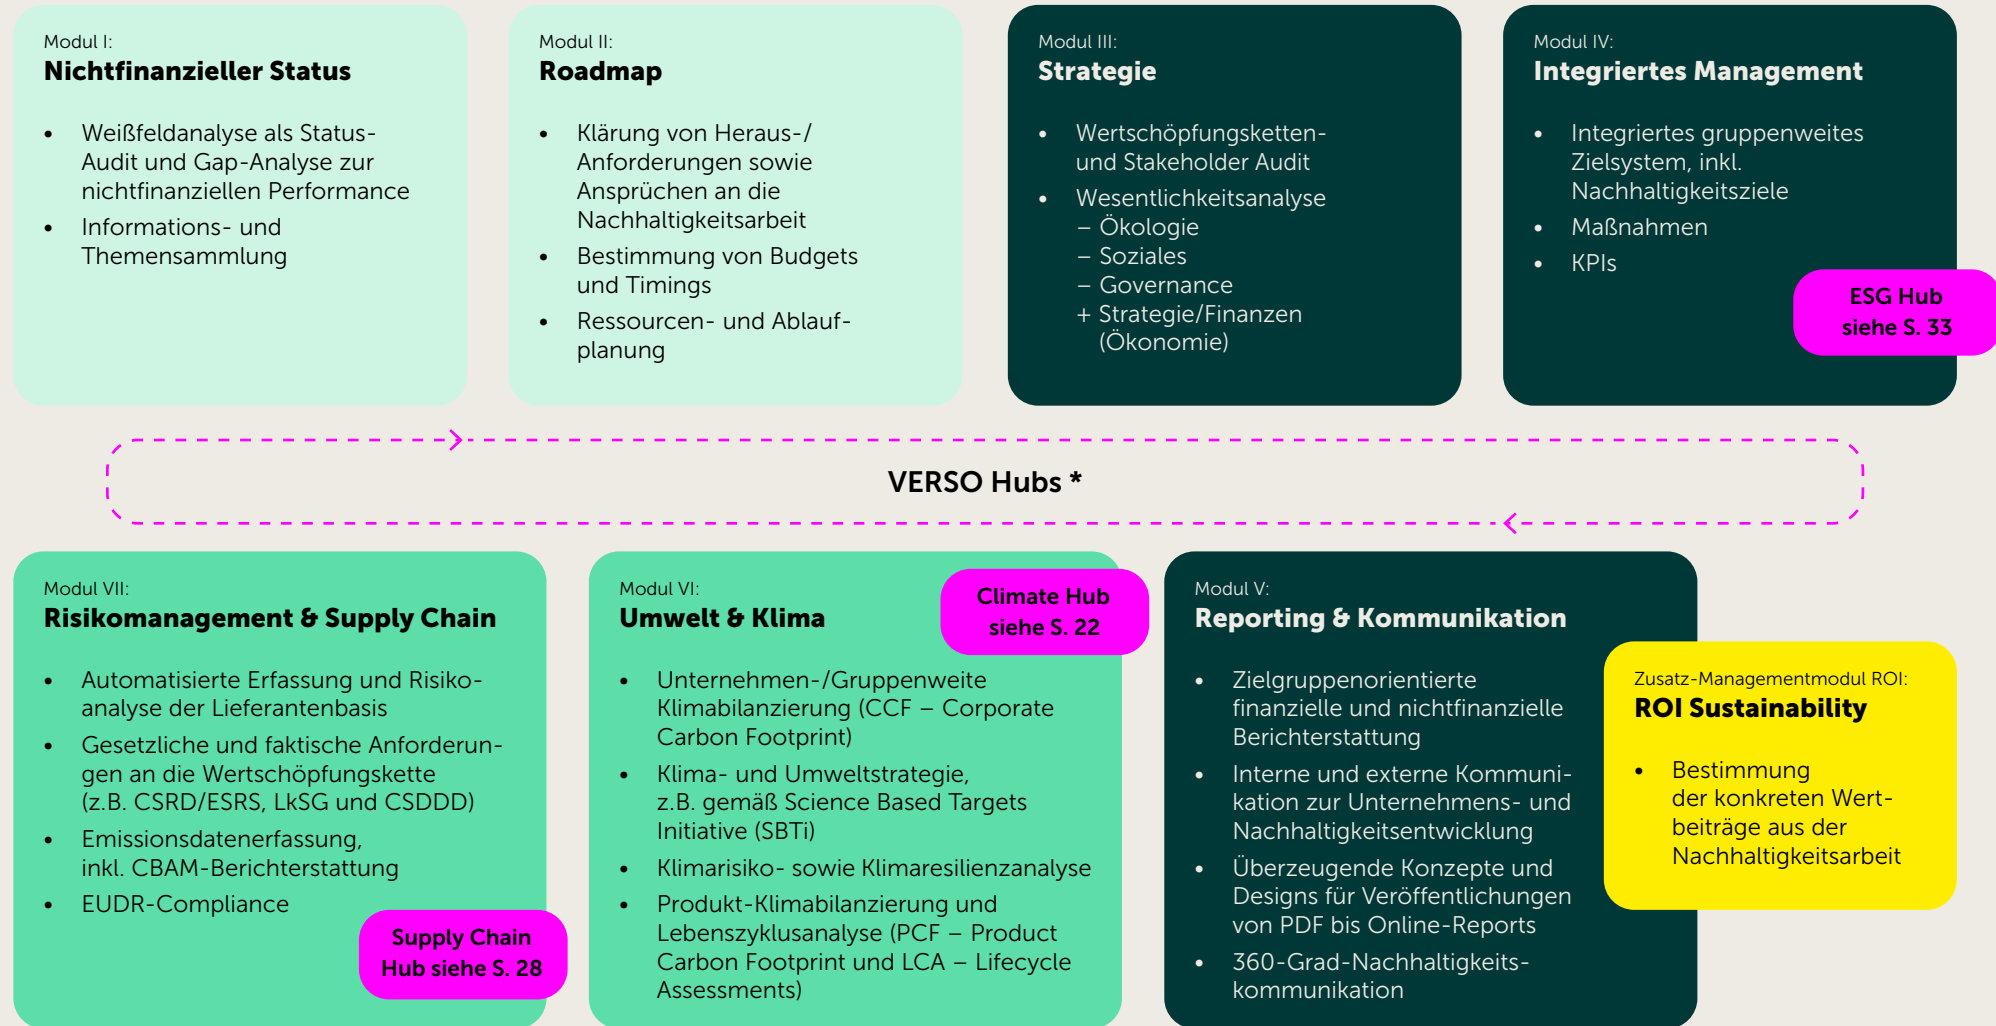 Modul I:
Nichtfinanzieller Status
• Weißfeldanalyse als Status-
Audit und Gap-Analyse zur
nichtfinanziellen Performance
• Informations- und
Themensammlung
Modul II:
Roadmap
• Klärung von Heraus-/
Anforderungen sowie
Ansprüchen an die
Nachhaltigkeitsarbeit
• Bestimmung von Budgets
und Timings
• Ressourcen- und Ablauf-
planung
Modul III:
Strategie
• Wertschöpfungsketten-
und Stakeholder Audit
• Wesentlichkeitsanalyse
– Ökologie
– Soziales
– Governance
+ Strategie/Finanzen
(Ökonomie)
Modul IV:
Integriertes Management
• Integriertes gruppenweites
Zielsystem, inkl.
Nachhaltigkeitsziele
• Maßnahmen
• KPIs
ESG Hub
siehe S. 33
VERSO Hubs *
Modul VII:
Risikomanagement & Supply Chain
• Automatisierte Erfassung und Risiko-
analyse der Lieferantenbasis
• Gesetzliche und faktische Anforderun-
gen an die Wertschöpfungskette
(z.B. CSRD/ESRS, LkSG und CSDDD)
• Emissionsdatenerfassung,
inkl. CBAM-Berichterstattung
• EUDR-Compliance
Supply Chain
Hub siehe S. 28
Modul VI:
Umwelt & Klima
Climate Hub
siehe S. 22
• Unternehmen-/Gruppenweite
Klimabilanzierung (CCF – Corporate
Carbon Footprint)
• Klima- und Umweltstrategie,
z.B. gemäß Science Based Targets
Initiative (SBTi)
• Klimarisiko- sowie Klimaresilienzanalyse
• Produkt-Klimabilanzierung und
Lebenszyklusanalyse (PCF – Product
Carbon Footprint und LCA – Lifecycle
Assessments)
Modul V:
Reporting & Kommunikation
• Zielgruppenorientierte
finanzielle und nichtfinanzielle
Berichterstattung
• Interne und externe Kommuni-
kation zur Unternehmens- und
Nachhaltigkeitsentwicklung
• Überzeugende Konzepte und
Designs für Veröffentlichungen
von PDF bis Online-Reports
• 360-Grad-Nachhaltigkeits-
kommunikation
Zusatz-Managementmodul ROI:
ROI Sustainability
• Bestimmung
der konkreten Wert-
beiträge aus der
Nachhaltigkeitsarbeit